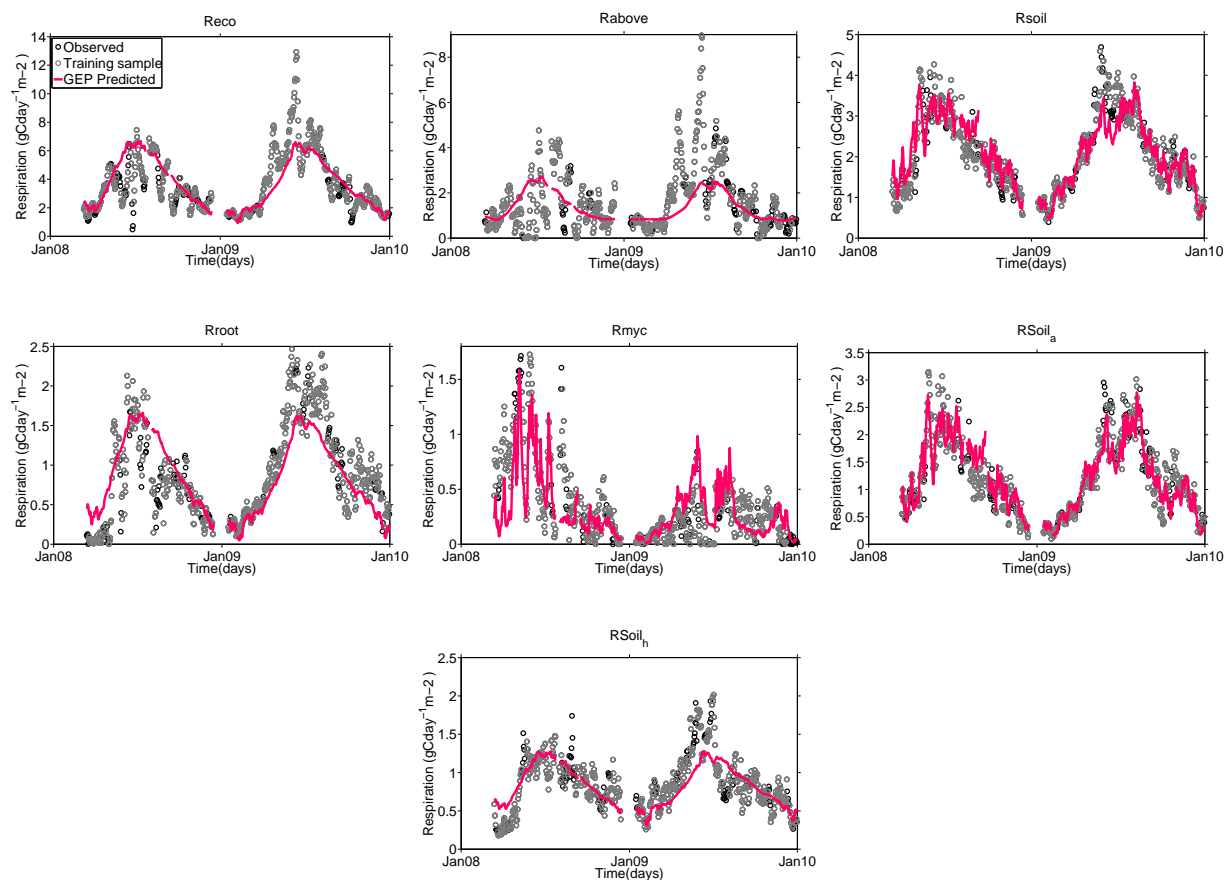 Reco
Respiration (gCday−1m−2 )
14
12
10
8
6
4
2
0
Observed
Training sample
GEP Predicted
Jan08
Jan09
Jan10
Time(days)
Rabove
Respiration (gCday−1m−2 )
8
6
4
2
0
Jan08
Jan09
Jan10
Time(days)
Rsoil
Respiration (gCday−1m−2 )
5
4
3
2
1
0
Jan08
Jan09
Jan10
Time(days)
Rroot
Respiration (gCday−1m−2 )
2.5
2
1.5
1
0.5
0
Jan08
Jan09
Jan10
Time(days)
Rmyc
Respiration (gCday−1m−2 )
1.5
1
0.5
0
Jan08
Jan09
Jan10
Time(days)
RSoila
Respiration (gCday−1m−2 )
3.5
3
2.5
2
1.5
1
0.5
0
Jan08
Jan09
Jan10
Time(days)
RSoilh
Respiration (gCday−1m−2 )
2.5
2
1.5
1
0.5
0
Jan08
Jan09
Jan10
Time(days)